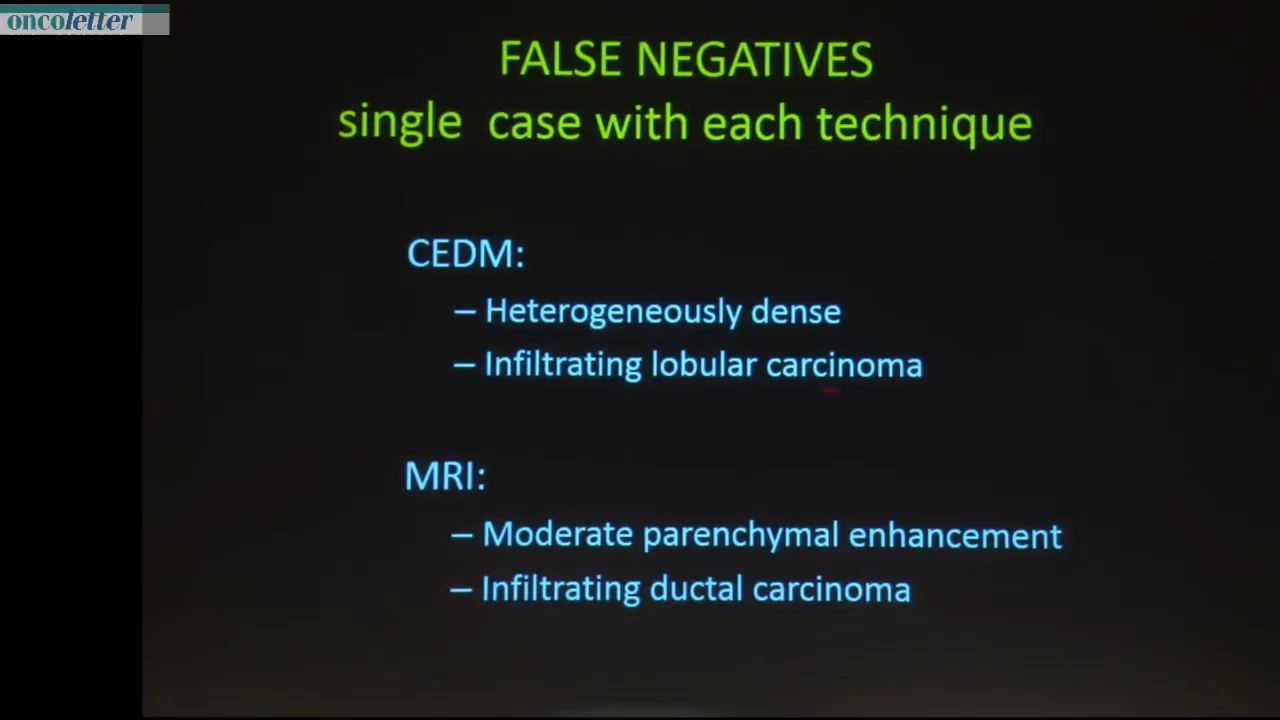 oncoletter
FALSE NEGATIVES
single case with each technique
CEDM:
– Heterogeneously dense
– Infiltrating lobular carcinoma
MRI:
– Moderate parenchymal enhancement
– Infiltrating ductal carcinoma